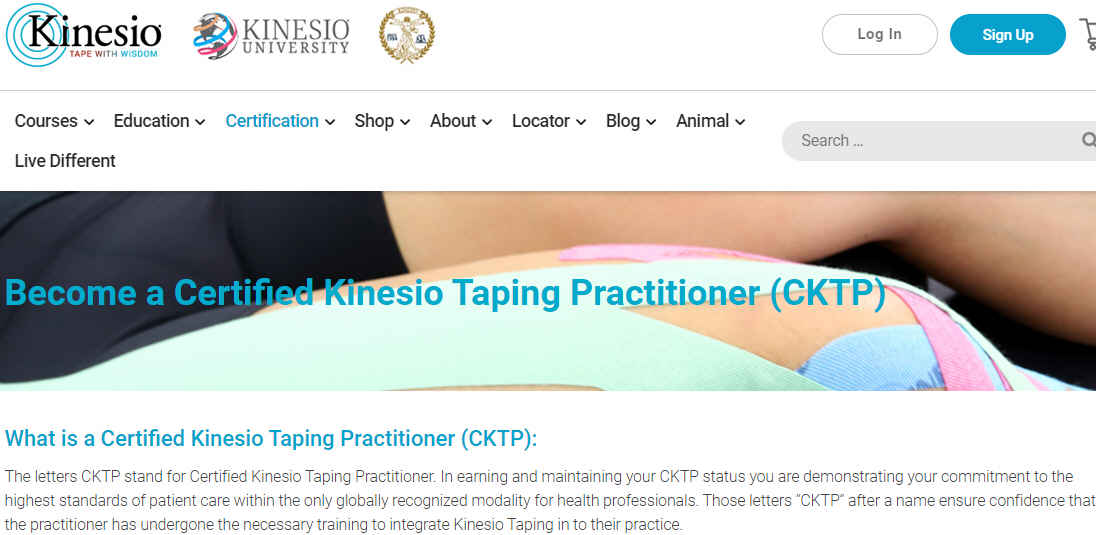 Kinesio
TAPE WITH WISDOM
KINESIO
UNIVERSITY
Log In
Sign Up
Courses
Education
Certification
Shop
About
Locator
Blog
Animal
Search ...
Live Different
Become a Certified Kinesio Taping Practitioner (CKTP)
What is a Certified Kinesio Taping Practitioner (CKTP):
The letters CKTP stand for Certified Kinesio Taping Practitioner. In earning and maintaining your CKTP status you are demonstrating your commitment to the
highest standards of patient care within the only globally recognized modality for health professionals. Those letters “CKTP” after a name ensure confidence that
the practitioner has undergone the necessary training to integrate Kinesio Taping in to their practice.